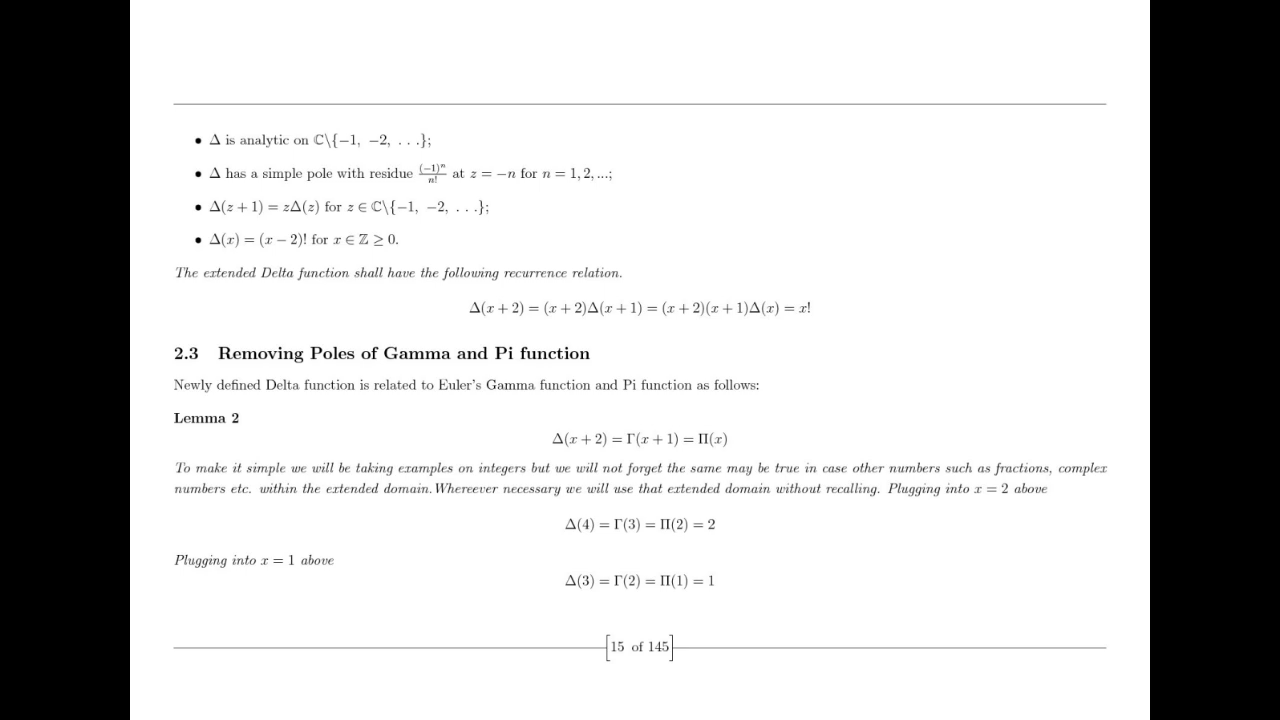 • Δ is analytic on ℂ\{−1, −2, . . .};
• Δ has a simple pole with residue (−1)ⁿ/n! at z = −n for n = 1, 2, ...;
• Δ(z + 1) = zΔ(z) for z ∈ ℂ\{−1, −2, . . .};
• Δ(x) = (x − 2)! for x ∈ ℤ ≥ 0.
The extended Delta function shall have the following recurrence relation.
Δ(x + 2) = (x + 2)Δ(x + 1) = (x + 2)(x + 1)Δ(x) = x!
2.3 Removing Poles of Gamma and Pi function
Newly defined Delta function is related to Euler's Gamma function and Pi function as follows:
Lemma 2
Δ(x + 2) = Γ(x + 1) = Π(x)
To make it simple we will be taking examples on integers but we will not forget the same may be true in case other numbers such as fractions, complex
numbers etc. within the extended domain.Whereever necessary we will use that extended domain without recalling. Plugging into x = 2 above
Δ(4) = Γ(3) = Π(2) = 2
Plugging into x = 1 above
Δ(3) = Γ(2) = Π(1) = 1
[15 of 145]